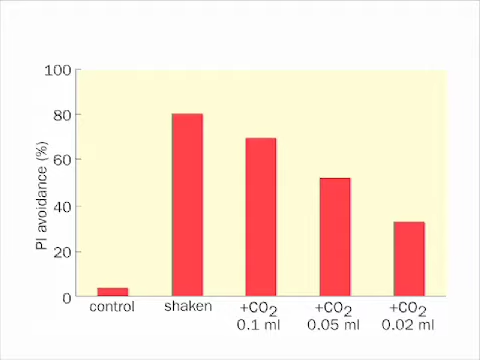 100
80
60
40
20
0
PI avoidance (%)
control
shaken
+CO₂
0.1 ml
+CO₂
0.05 ml
+CO₂
0.02 ml